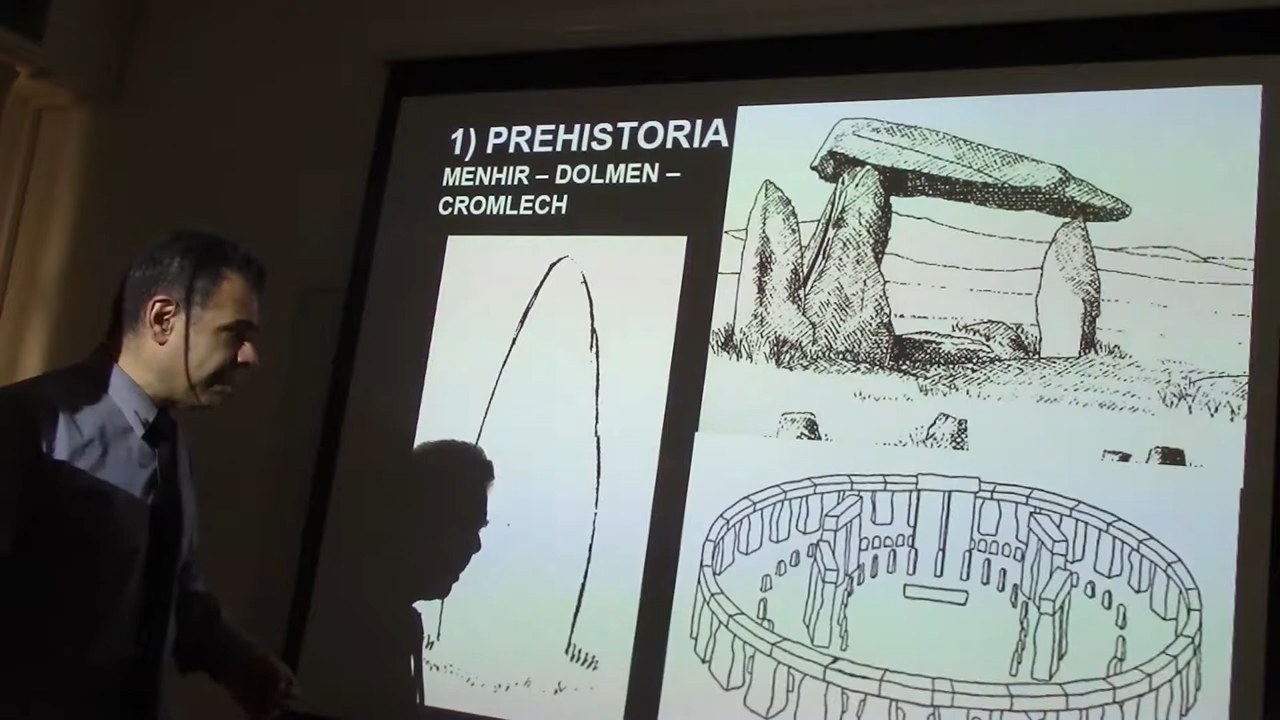 1) PREHISTORIA
MENHIR – DOLMEN –
CROMLECH